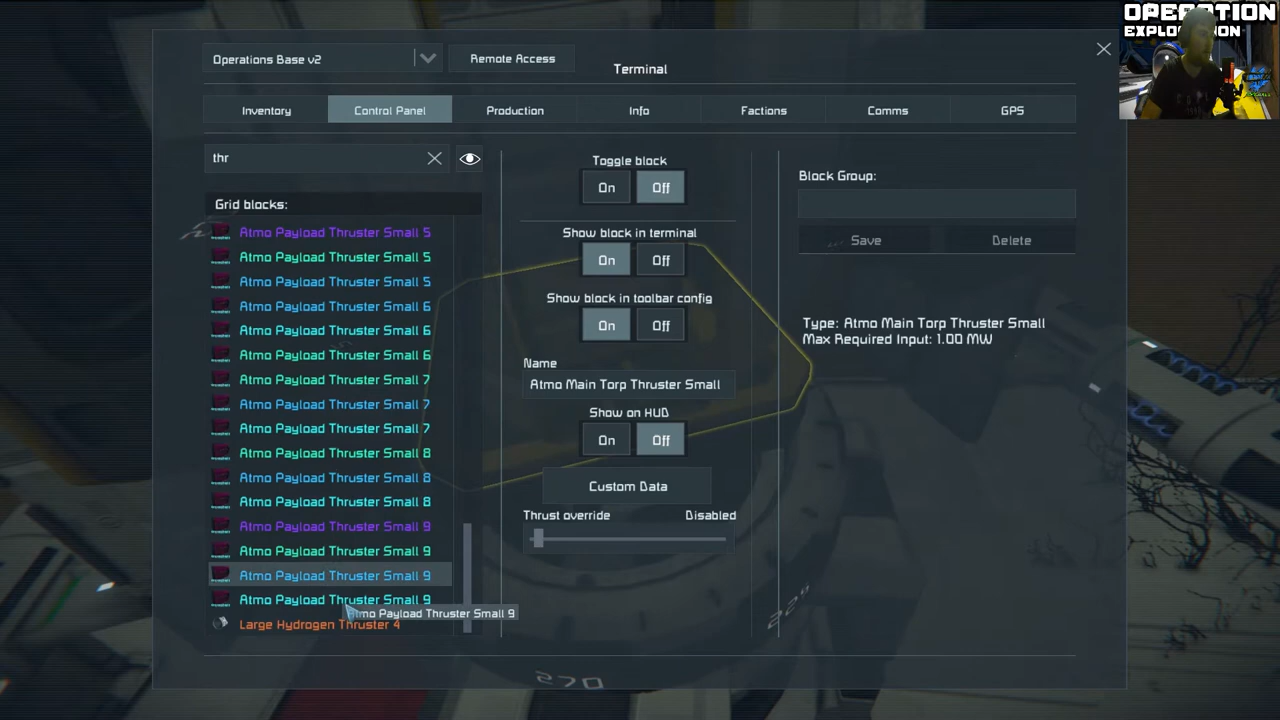 OPERATION
Operations Base v2
Remote Access
Terminal
Inventory
Control Panel
Production
Info
Factions
Comms
GPS
thr
Grid blocks:
Atmo Payload Thruster Small 5
Atmo Payload Thruster Small 5
Atmo Payload Thruster Small 5
Atmo Payload Thruster Small 6
Atmo Payload Thruster Small 6
Atmo Payload Thruster Small 6
Atmo Payload Thruster Small 7
Atmo Payload Thruster Small 7
Atmo Payload Thruster Small 7
Atmo Payload Thruster Small 8
Atmo Payload Thruster Small 8
Atmo Payload Thruster Small 8
Atmo Payload Thruster Small 9
Atmo Payload Thruster Small 9
Atmo Payload Thruster Small 9
Atmo Payload Thruster Small 9
Atmo Payload Thruster Small 9
Large Hydrogen Thruster 4
Toggle block
On Off
Show block in terminal
On Off
Show block in toolbar config
On Off
Name
Atmo Main Torp Thruster Small
Show on HUD
On Off
Custom Data
Thrust override Disabled
Block Group:
Save Delete
Type: Atmo Main Torp Thruster Small
Max Required Input: 1.00 MW
22°
270